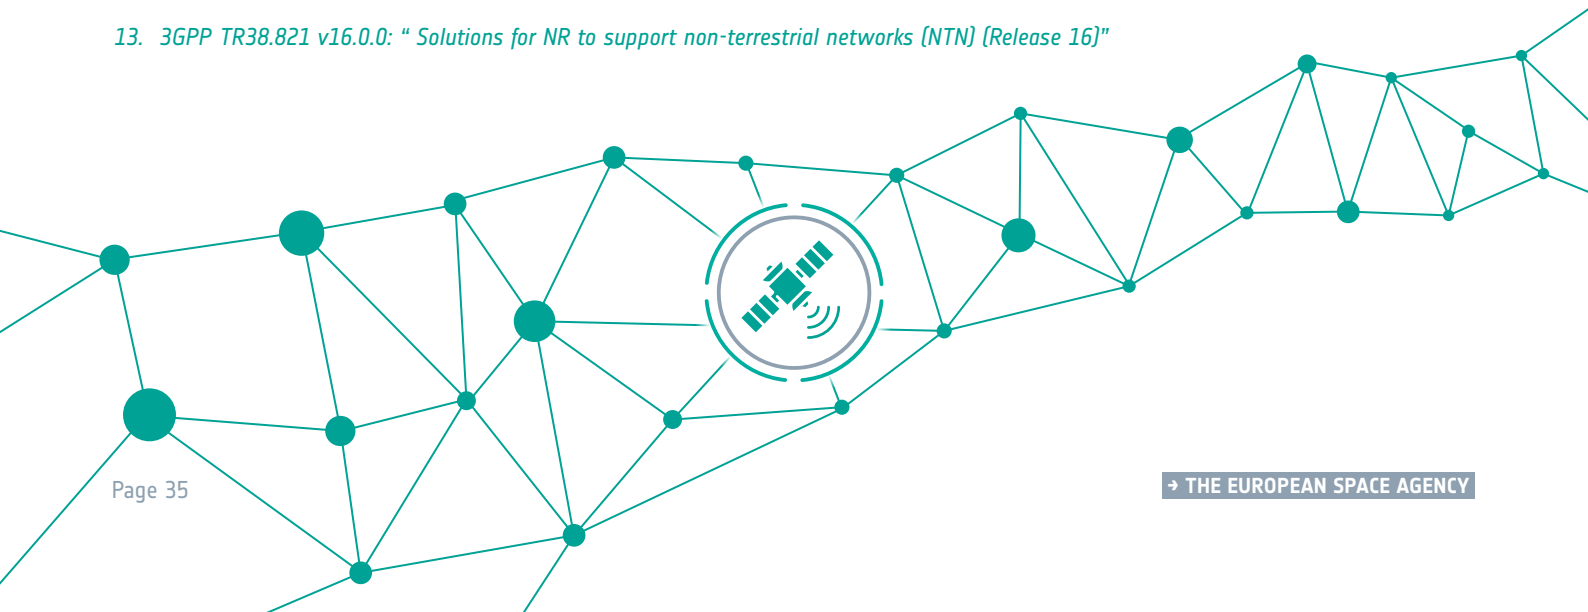 13. 3GPP TR38.821 v16.0.0: “ Solutions for NR to support non-terrestrial networks (NTN) (Release 16)”
Page 35
→ THE EUROPEAN SPACE AGENCY